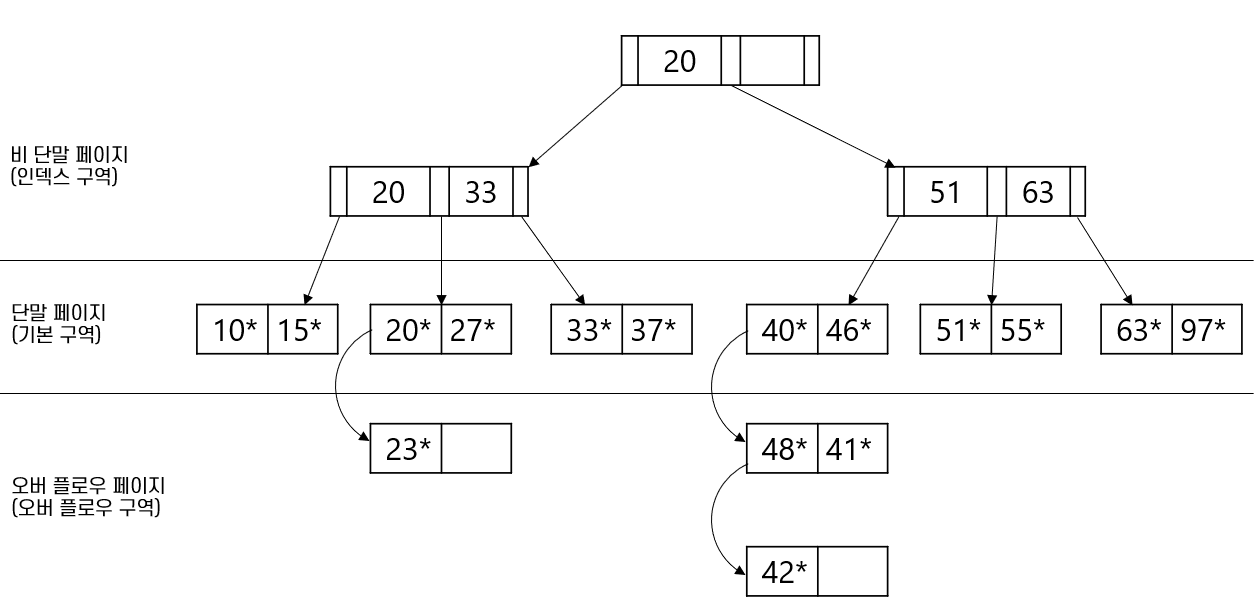 20
비 단말 페이지
(인덱스 구역)
20 33
51 63
단말 페이지
(기본 구역)
10* 15*
20* 27*
33* 37*
40* 46*
51* 55*
63* 97*
23*
48* 41*
오버 플로우 페이지
(오버 플로우 구역)
42*